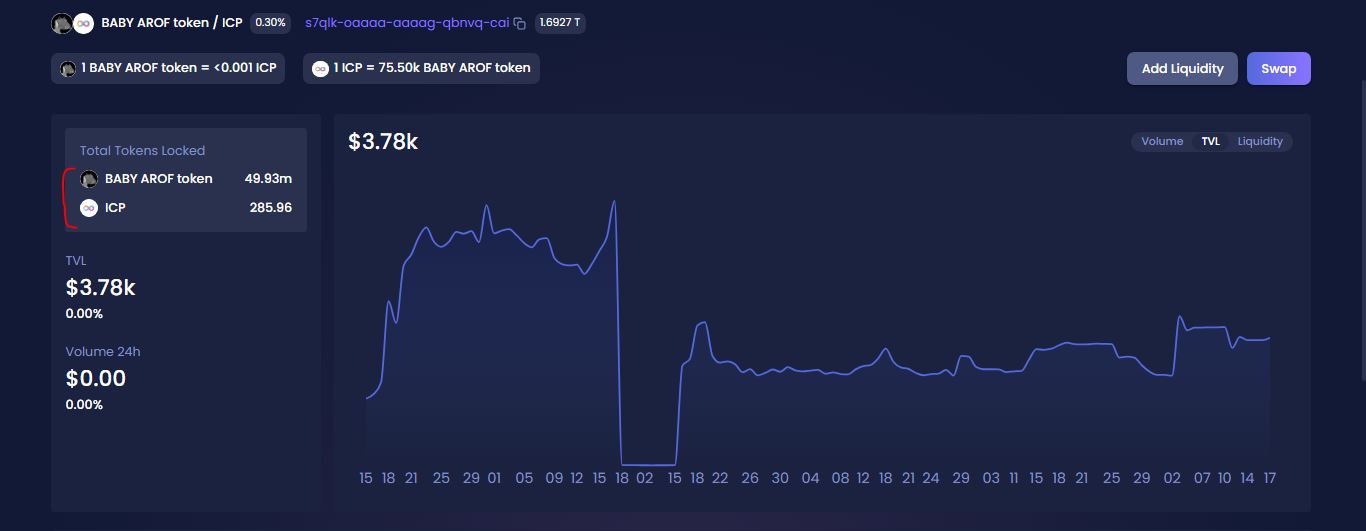 BABY AROF token / ICP 0.30% s7qlk-oaaaa-aaaag-qbnvq-cai 1.6927 T
1 BABY AROF token = <0.001 ICP 1 ICP = 75.50k BABY AROF token Add Liquidity Swap
Total Tokens Locked
BABY AROF token 49.93m
ICP 285.96
TVL
$3.78k
0.00%
Volume 24h
$0.00
0.00%
$3.78k Volume TVL Liquidity
15 18 21 25 29 01 05 09 12 15 18 02 15 18 22 26 30 04 08 12 18 21 24 29 03 11 15 18 21 25 29 02 07 10 14 17